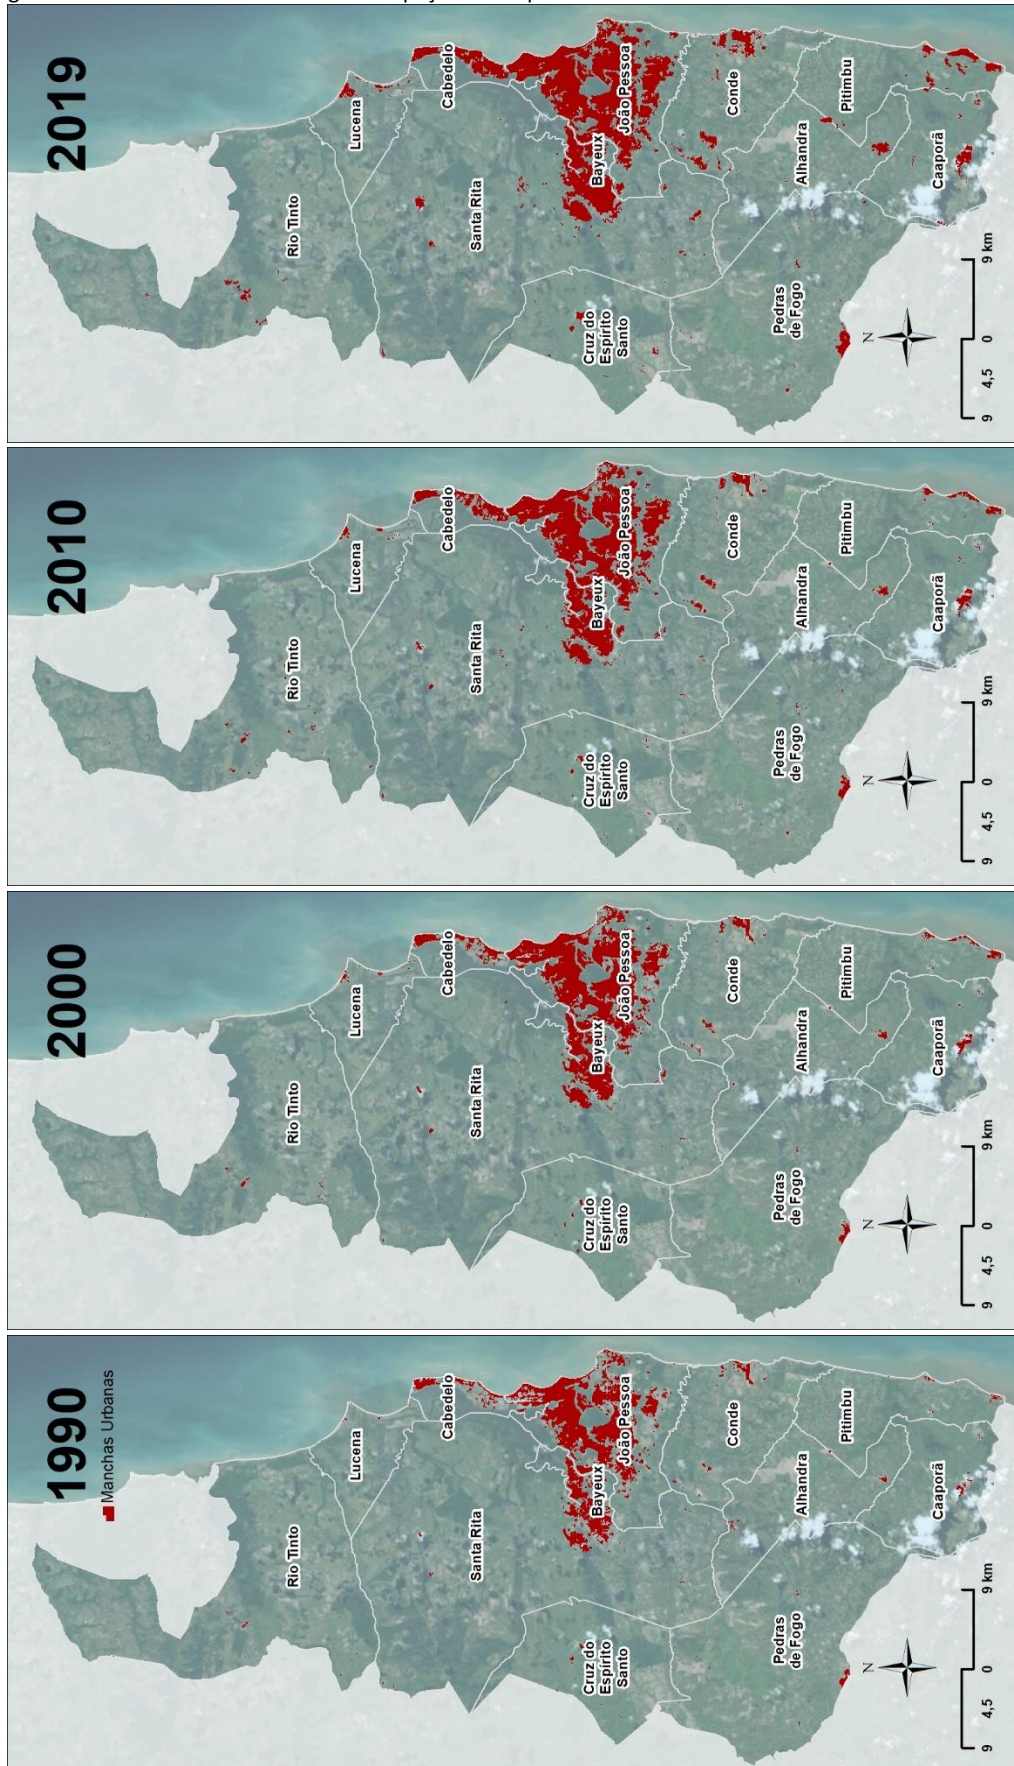 1990
Manchas Urbanas
Rio Tinto
Lucena
Cabedelo
Santa Rita
Cruz do
Espírito
Santo
Bayeux
João Pessoa
Conde
Pedras
de Fogo
Alhandra
Pitimbu
N
Caaporã
9 4,5 0 9 km
2000
Rio Tinto
Lucena
Cabedelo
Santa Rita
Cruz do
Espírito
Santo
Bayeux
João Pessoa
Conde
Pedras
de Fogo
Alhandra
Pitimbu
N
Caaporã
9 4,5 0 9 km
2010
Rio Tinto
Lucena
Cabedelo
Santa Rita
Cruz do
Espírito
Santo
Bayeux
João Pessoa
Conde
Pedras
de Fogo
Alhandra
Pitimbu
N
Caaporã
9 4,5 0 9 km
2019
Rio Tinto
Lucena
Cabedelo
Santa Rita
Cruz do
Espírito
Santo
Bayeux
João Pessoa
Conde
Pedras
de Fogo
Alhandra
Pitimbu
N
Caaporã
9 4,5 0 9 km